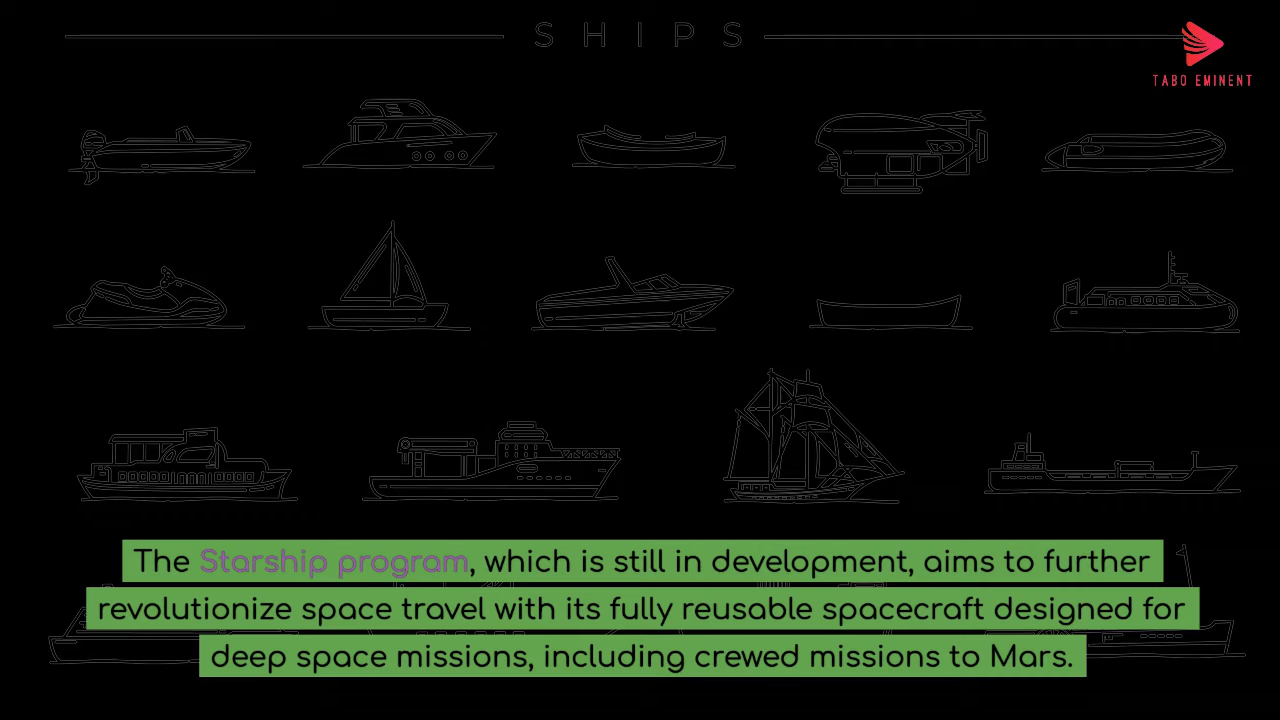 SHIPS
TABO EMINENT
The Starship program, which is still in development, aims to further
revolutionize space travel with its fully reusable spacecraft designed for
deep space missions, including crewed missions to Mars.